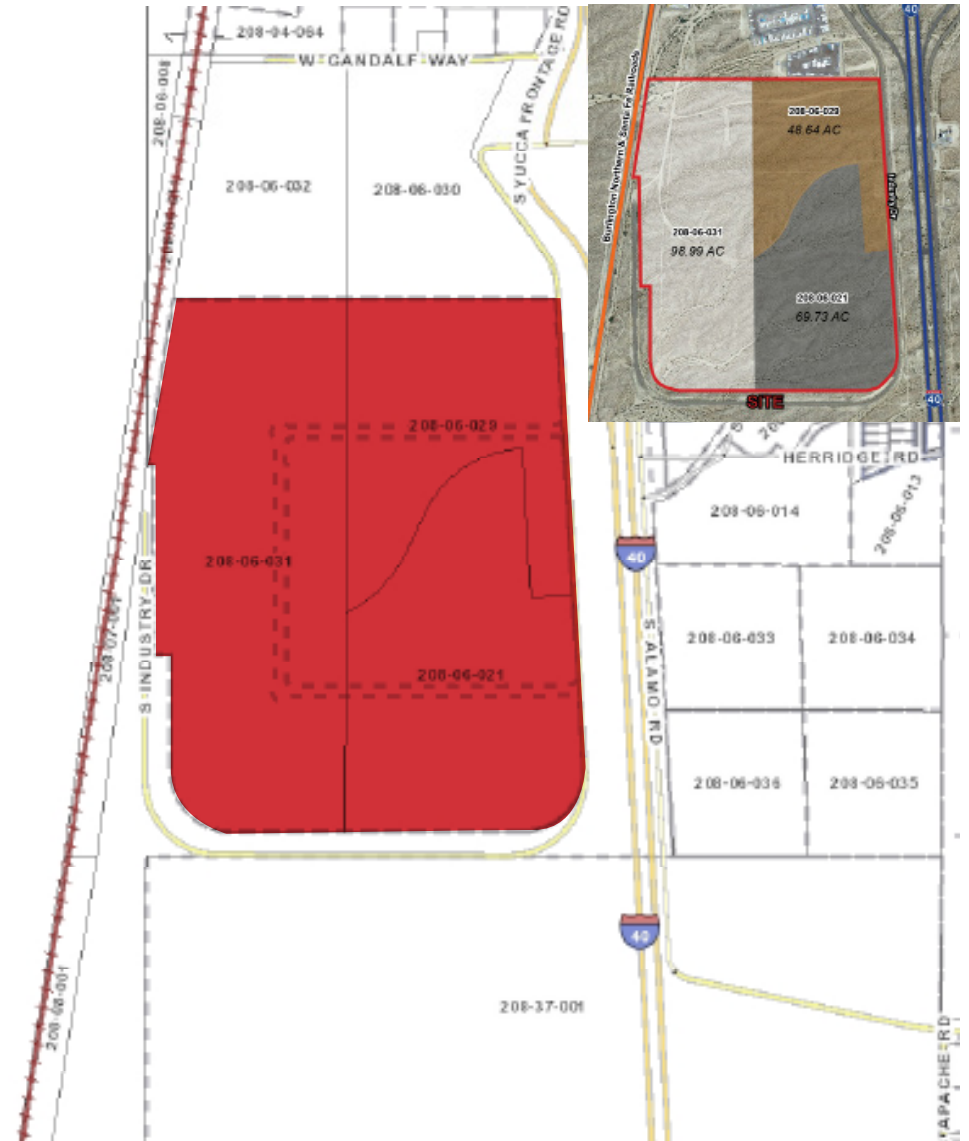 208-04-064
W GANDALF WAY
S YUCCA FRONTAGE RD
208-06-008
208-06-032
208-06-030
40
Burlington Northern & Santa Fe Railroads
208-06-029
48.64 AC
208-06-031
98.99 AC
208-06-021
69.73 AC
SITE
40
208-06-029
208-06-031
208-06-021
S INDUSTRY DR
HERRIDGE RD
208-06-014
208-06-013
40
S ALAMO RD
208-06-033
208-06-034
208-06-036
208-06-035
40
208-37-001
208-08-001
APACHE RD